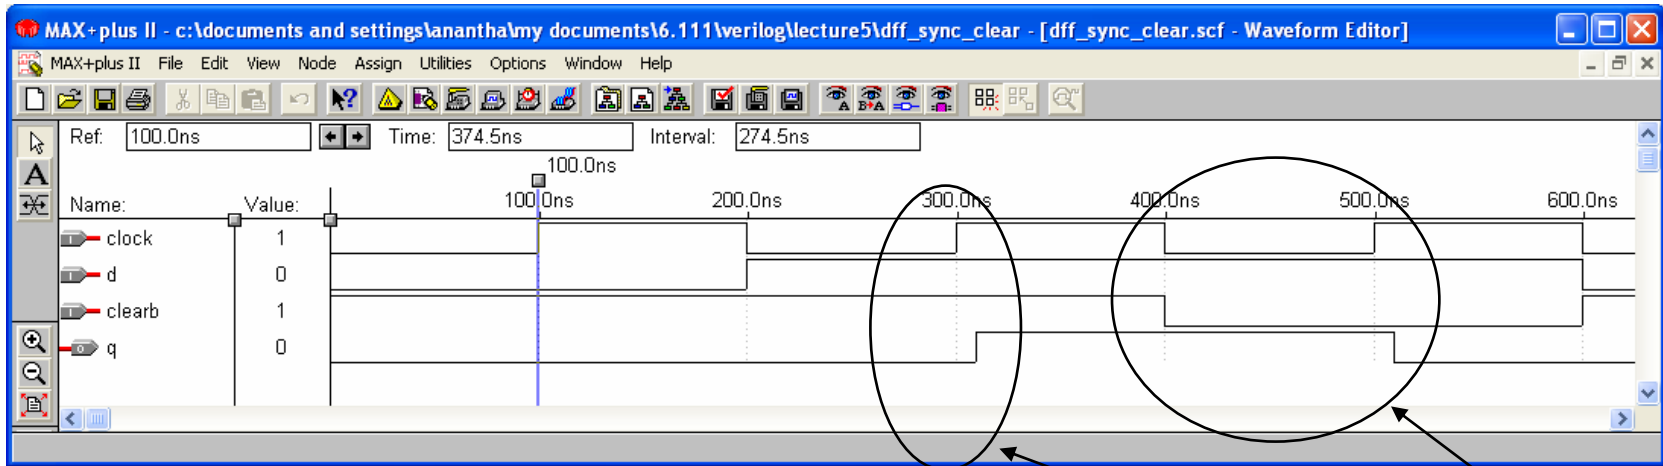 MAX+plus II - c:\documents and settings\anantha\my documents\6.111\verilog\lecture5\dff_sync_clear - [dff_sync_clear.scf - Waveform Editor]
MAX+plus II File Edit View Node Assign Utilities Options Window Help
Ref: 100.0ns Time: 374.5ns Interval: 274.5ns
100.0ns
Name: Value: 100.0ns 200.0ns 300.0ns 400.0ns 500.0ns 600.0ns
clock 1
d 0
clearb 1
q 0